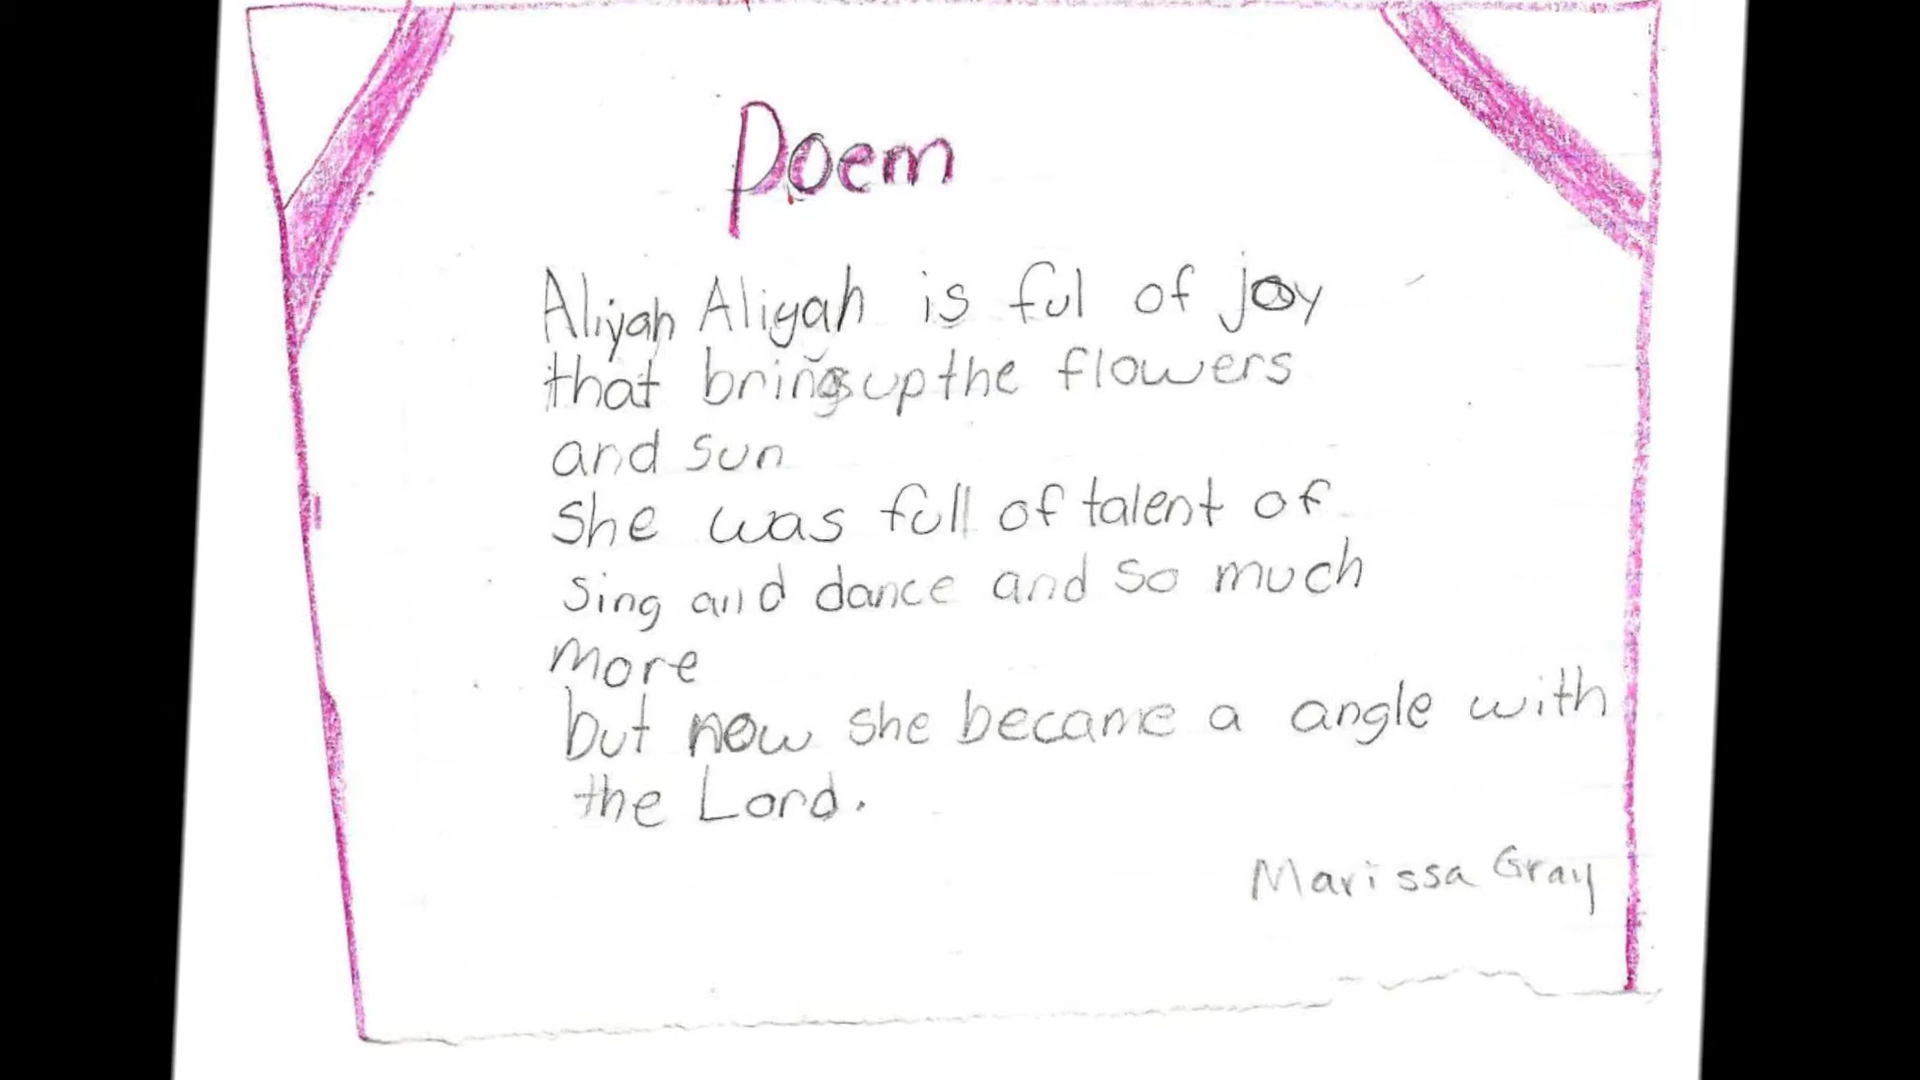 Poem
Aliyah Aliyah is ful of joy
that brings up the flowers
and sun
she was full of talent of
sing and dance and so much
more
but now she became a angle with
the Lord.
Marissa Gray